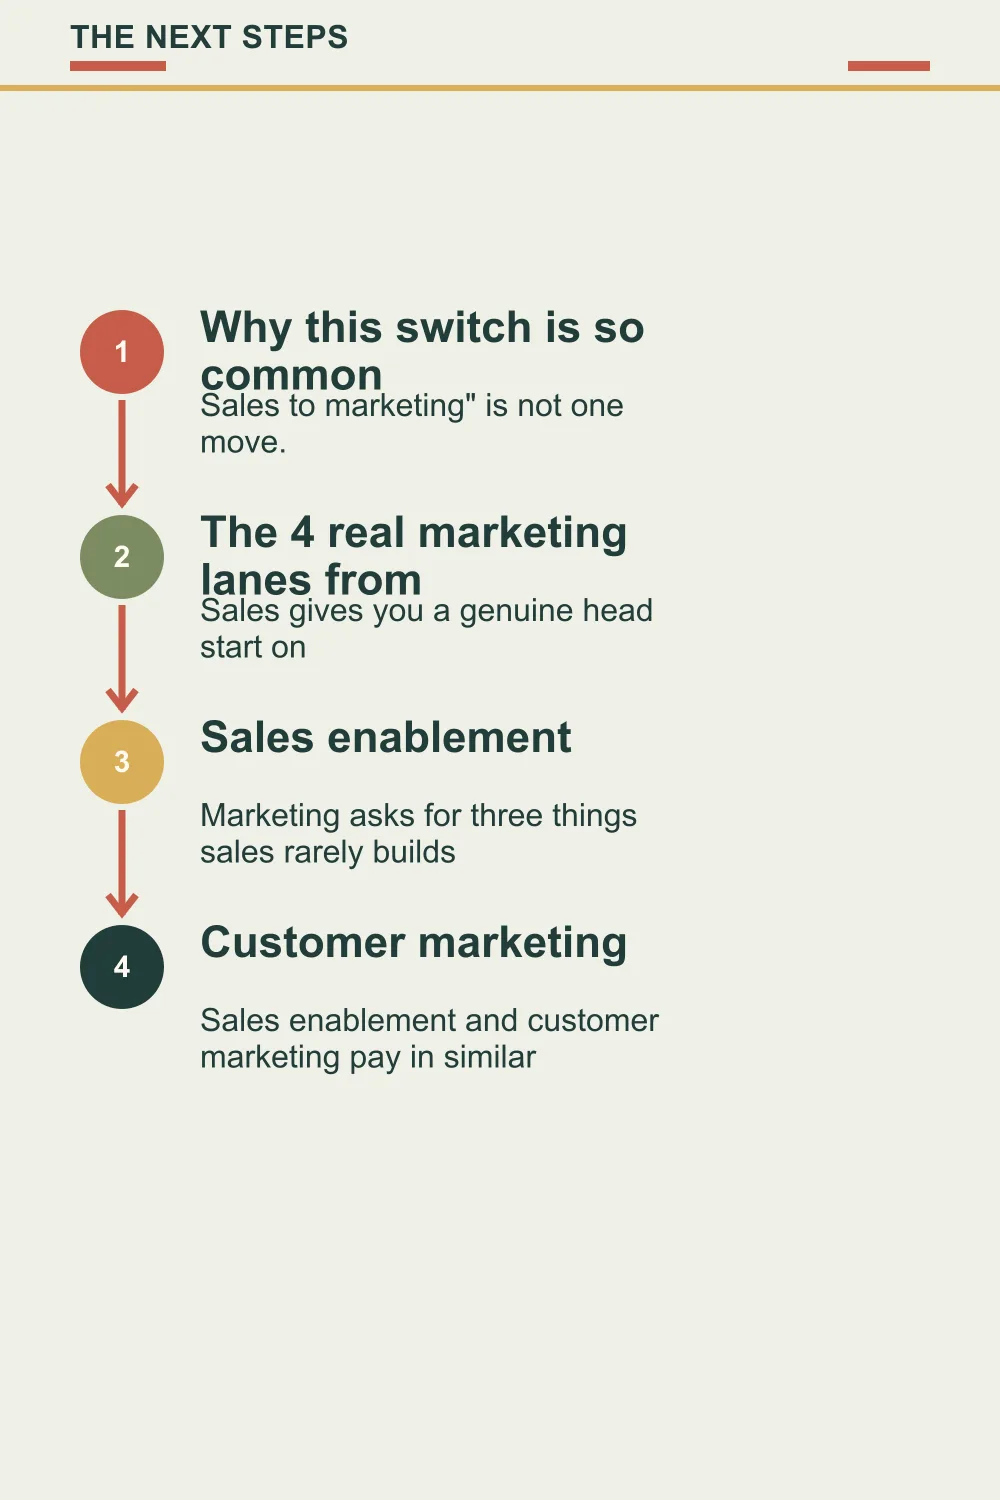 THE NEXT STEPS
1
Why this switch is so
common
Sales to marketing" is not one
move.
2
The 4 real marketing
lanes from
Sales gives you a genuine head
start on
3
Sales enablement
Marketing asks for three things
sales rarely builds
4
Customer marketing
Sales enablement and customer
marketing pay in similar